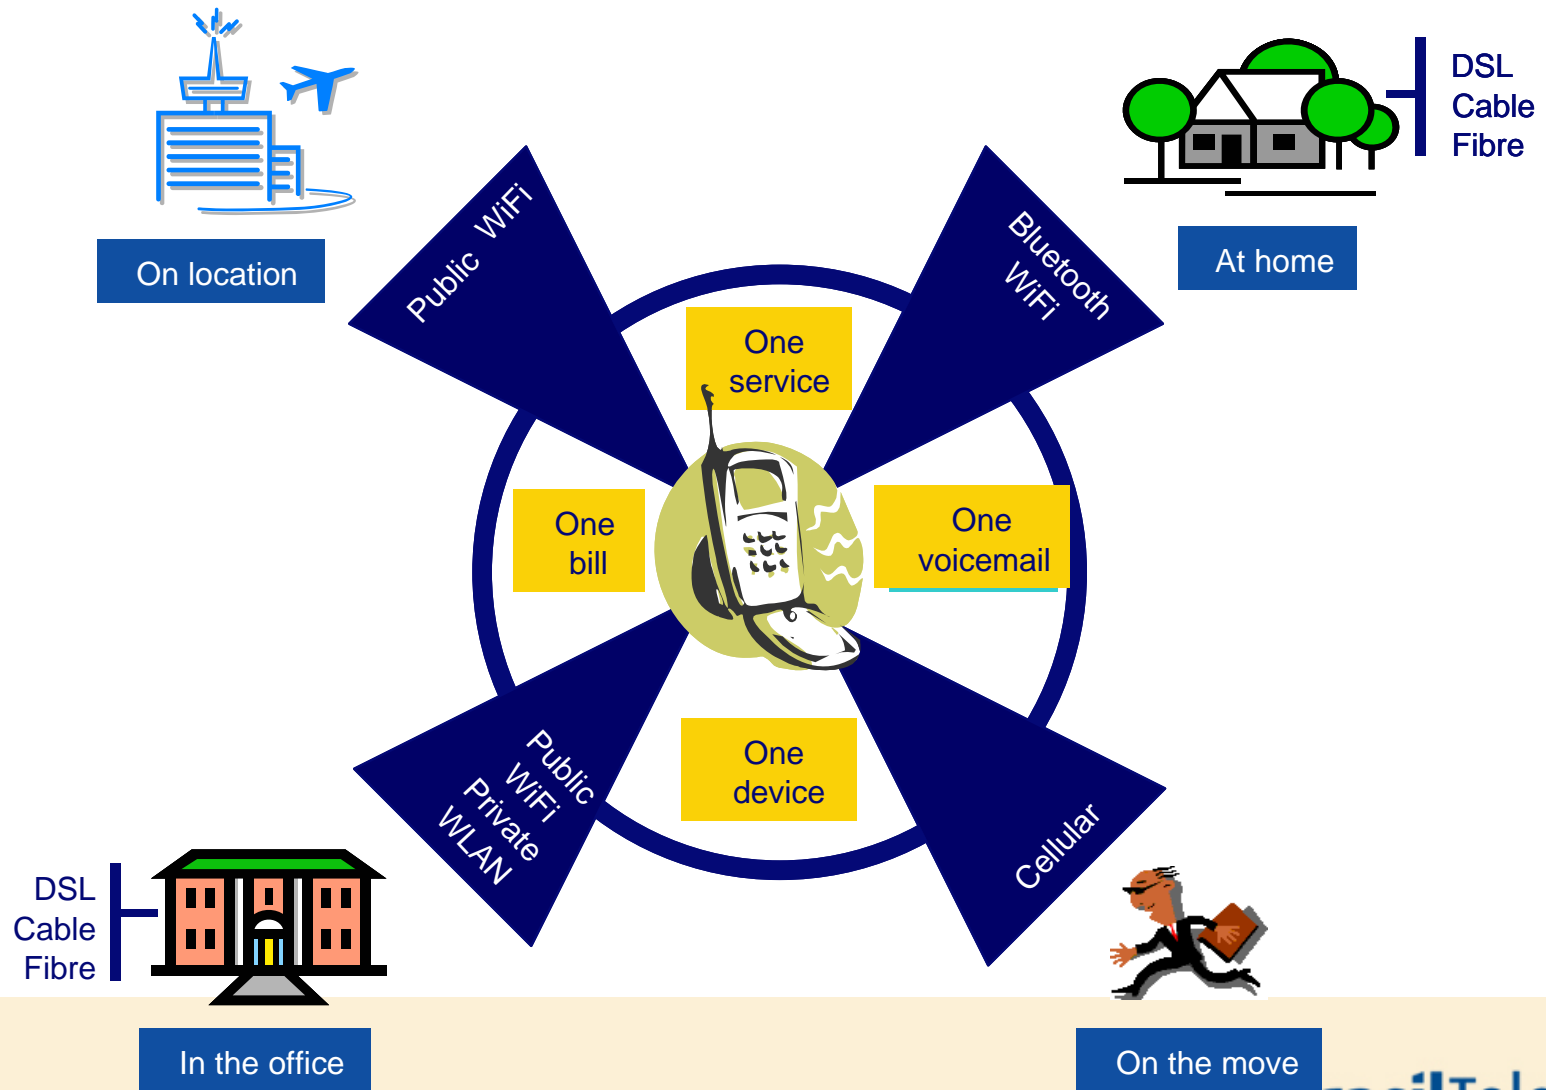 DSL
Cable
Fibre
Public WiFi
Bluetooth
WiFi
On location
At home
One
service
One
bill
One
voicemail
One
device
Public
WiFi
Private
WLAN
Cellular
DSL
Cable
Fibre
In the office
On the move